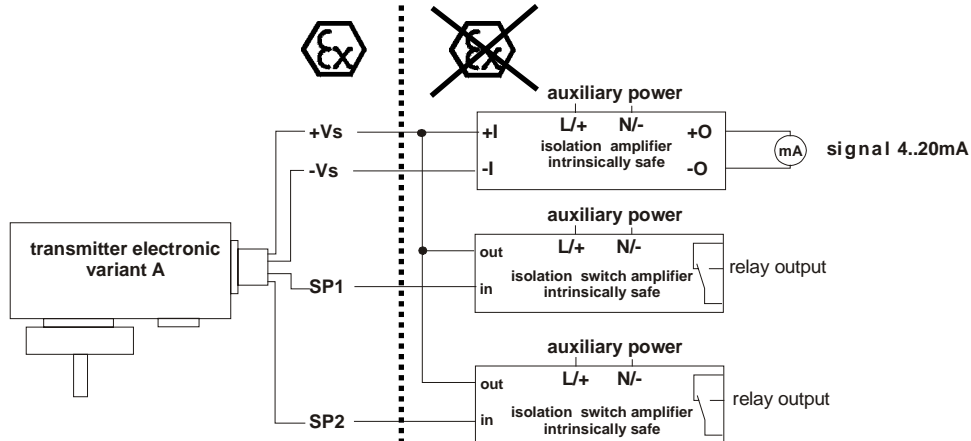 Ex
Ex
auxiliary power
+Vs
+I
L/+ N/-
+O
isolation amplifier
intrinsically safe
mA
signal 4..20mA
-Vs
-I
-O
transmitter electronic
variant A
auxiliary power
out
L/+ N/-
relay output
SP1
in
isolation switch amplifier
intrinsically safe
auxiliary power
out
L/+ N/-
relay output
SP2
in
isolation switch amplifier
intrinsically safe